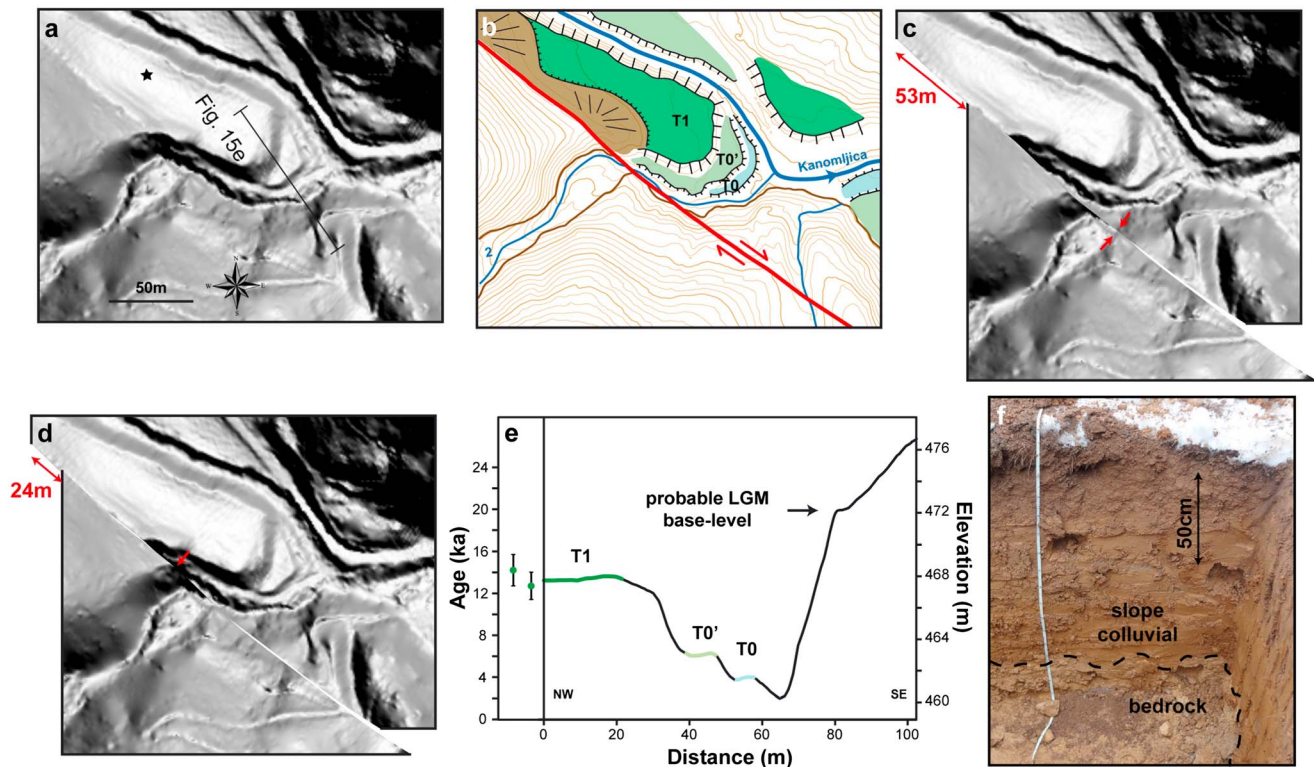 a
Fig. 15e
50m
N
W
E
S
b
T1
T0’
T0
Kanomljica
2
c
53m
d
24m
e
Age (ka)
24
20
16
12
8
4
2
0
probable LGM
base-level
T1
T0’
T0
NW
SE
0
20
40
60
80
100
Distance (m)
476
472
468
464
460
Elevation (m)
f
50cm
slope
colluvial
bedrock